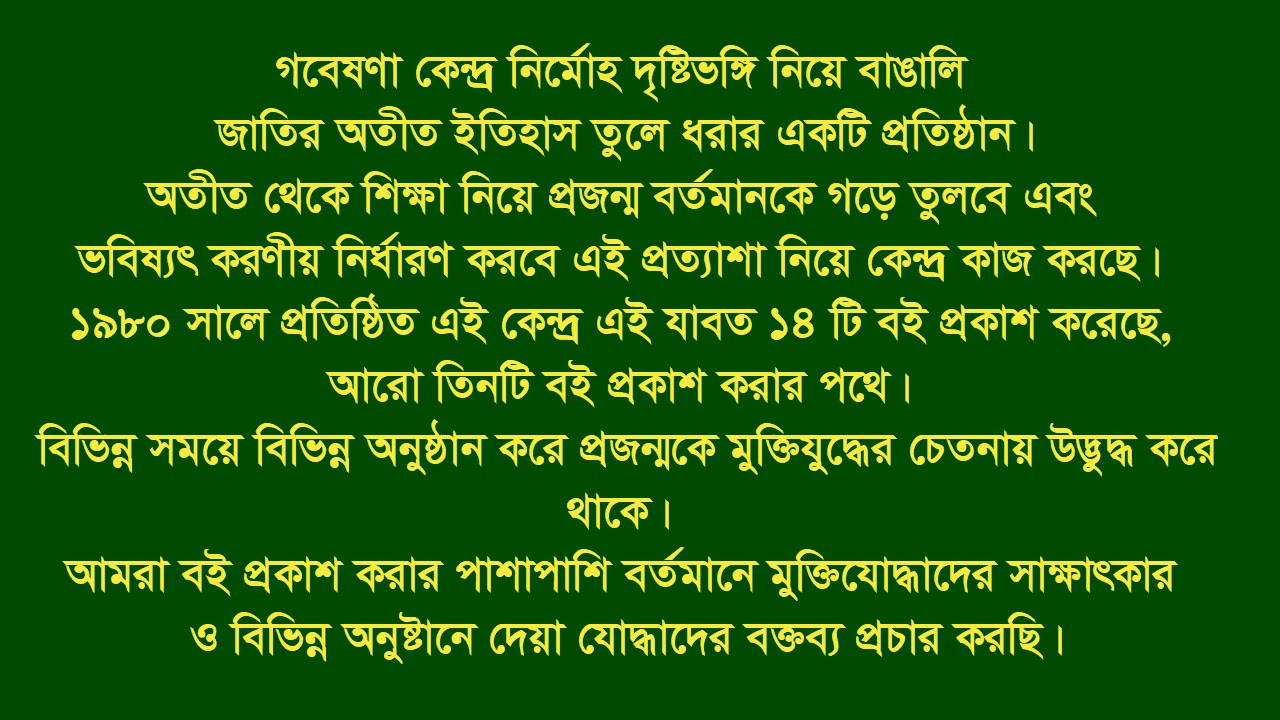 গবেষণা কেন্দ্র নির্মোহ দৃষ্টিভঙ্গি নিয়ে বাঙালি
জাতির অতীত ইতিহাস তুলে ধরার একটি প্রতিষ্ঠান।
অতীত থেকে শিক্ষা নিয়ে প্রজন্ম বর্তমানকে গড়ে তুলবে এবং
ভবিষ্যৎ করণীয় নির্ধারণ করবে এই প্রত্যাশা নিয়ে কেন্দ্র কাজ করছে।
১৯৮০ সালে প্রতিষ্ঠিত এই কেন্দ্র এই যাবত ১৪ টি বই প্রকাশ করেছে,
আরো তিনটি বই প্রকাশ করার পথে।
বিভিন্ন সময়ে বিভিন্ন অনুষ্ঠান করে প্রজন্মকে মুক্তিযুদ্ধের চেতনায় উদ্ভুদ্ধ করে
থাকে।
আমরা বই প্রকাশ করার পাশাপাশি বর্তমানে মুক্তিযোদ্ধাদের সাক্ষাৎকার
ও বিভিন্ন অনুষ্টানে দেয়া যোদ্ধাদের বক্তব্য প্রচার করছি।